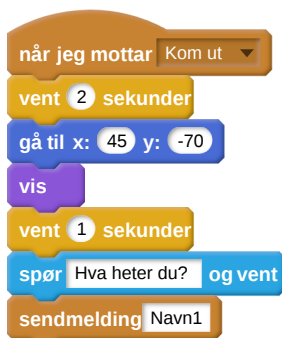 når jeg mottar Kom ut
vent 2 sekunder
gå til x: 45 y: -70
vis
vent 1 sekunder
spør Hva heter du? og vent
sendmelding Navn1